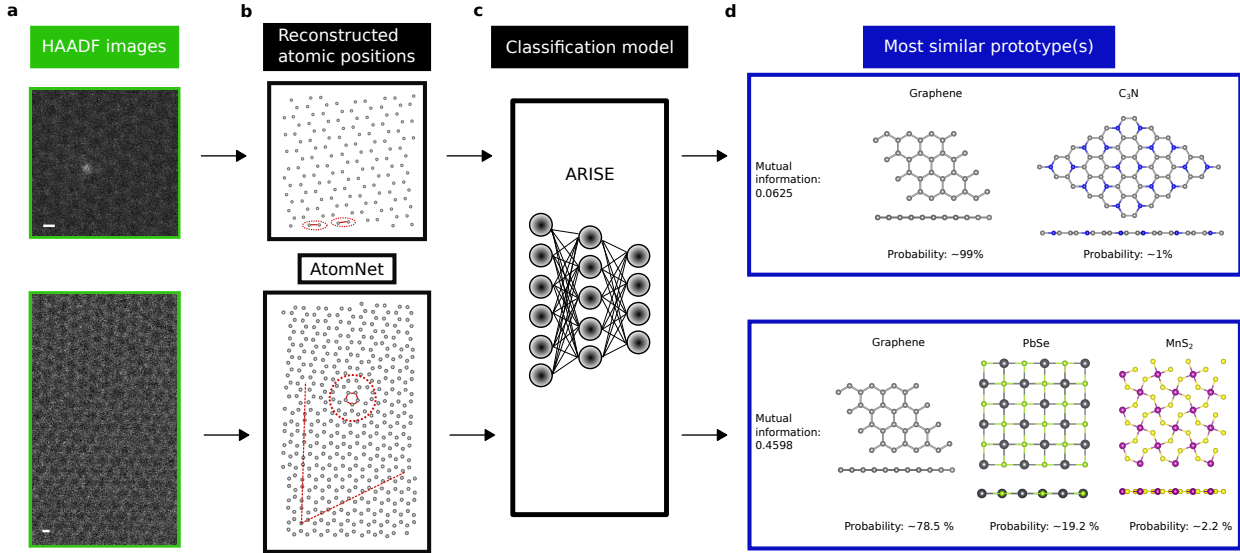 a
b
c
d
HAADF images
Reconstructed
atomic positions
Classification model
Most similar prototype(s)
AtomNet
ARISE
Graphene
C₃N
Mutual
information:
0.0625
Probability: ~99%
Probability: ~1%
Graphene
PbSe
MnS₂
Mutual
information:
0.4598
Probability: ~78.5 %
Probability: ~19.2 %
Probability: ~2.2 %